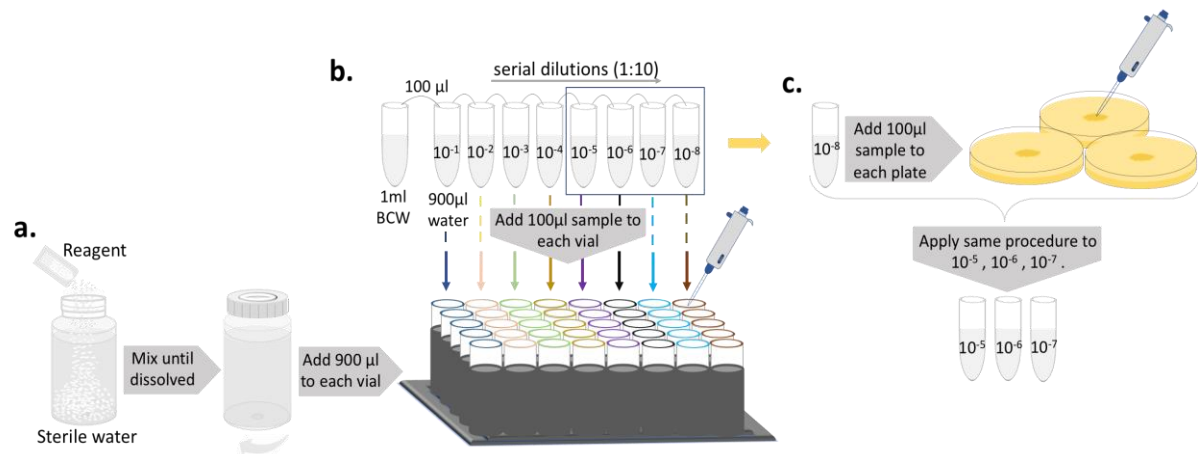 a.
Reagent
Sterile water
Mix until
dissolved
Add 900 µl
to each vial
b.
serial dilutions (1:10)
100 µl
10⁻¹
10⁻²
10⁻³
10⁻⁴
10⁻⁵
10⁻⁶
10⁻⁷
10⁻⁸
1ml
BCW
900µl
water
Add 100µl sample to
each vial
c.
10⁻⁸
Add 100µl
sample to
each plate
Apply same procedure to
10⁻⁵ , 10⁻⁶ , 10⁻⁷ .
10⁻⁵
10⁻⁶
10⁻⁷